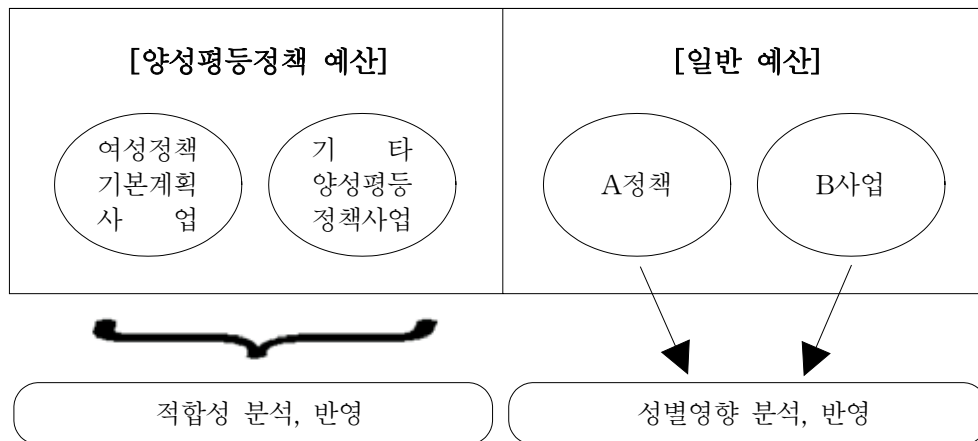 [양성평등정책 예산]
[일반 예산]
여성정책
기본계획
사 업
기 타
양성평등
정책사업
A정책
B사업
적합성 분석, 반영
성별영향 분석, 반영